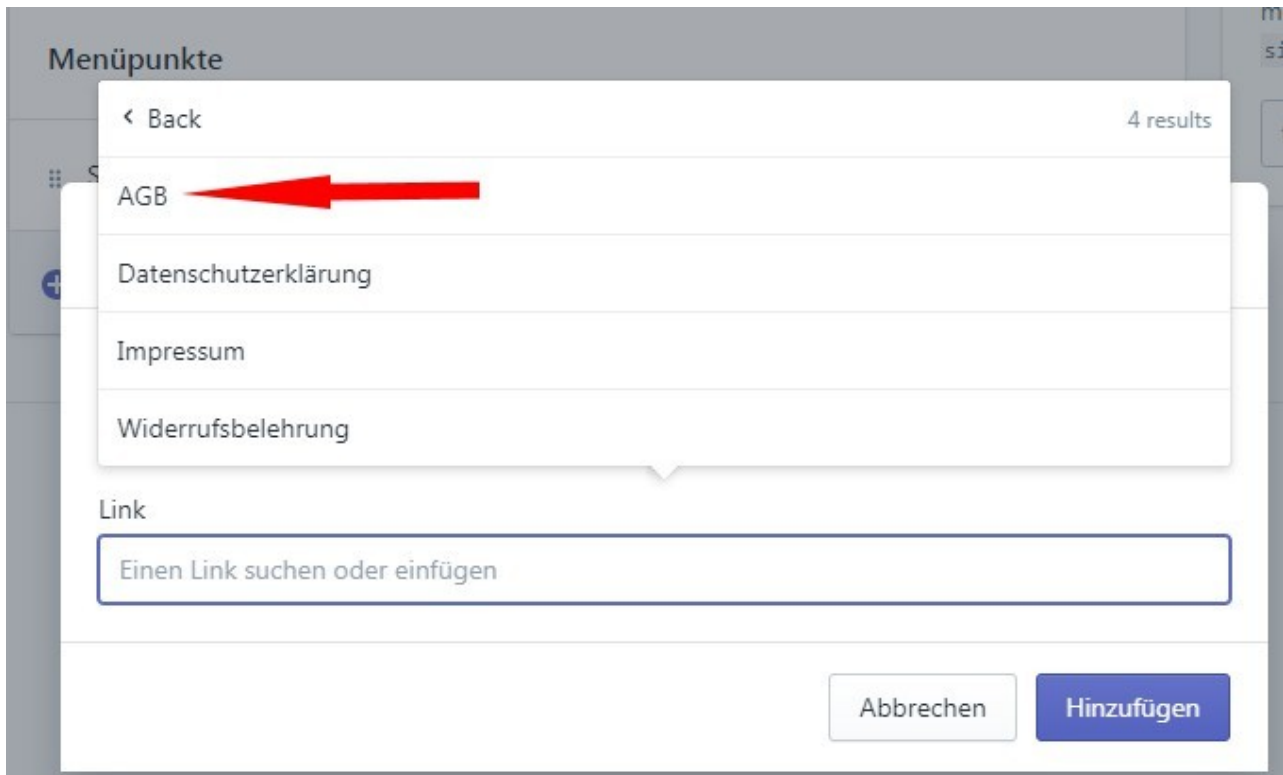 Menüpunkte
Back
4 results
AGB
Datenschutzerklärung
Impressum
Widerrufsbelehrung
Link
Einen Link suchen oder einfügen
Abbrechen
Hinzufügen